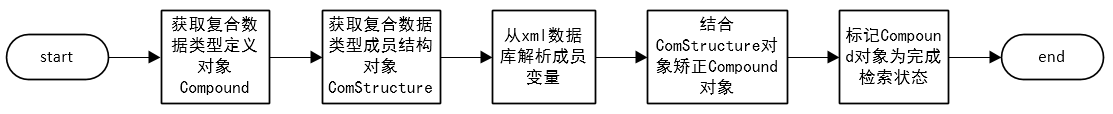 start
获取复合数
据类型定义
对象
Compound
获取复合数据
类型成员结构
对象
ComStructure
从xml数据
库解析成员
变量
结合
ComStructure对
象矫正Compound
对象
标记Compoun
d对象为完成
检索状态
end